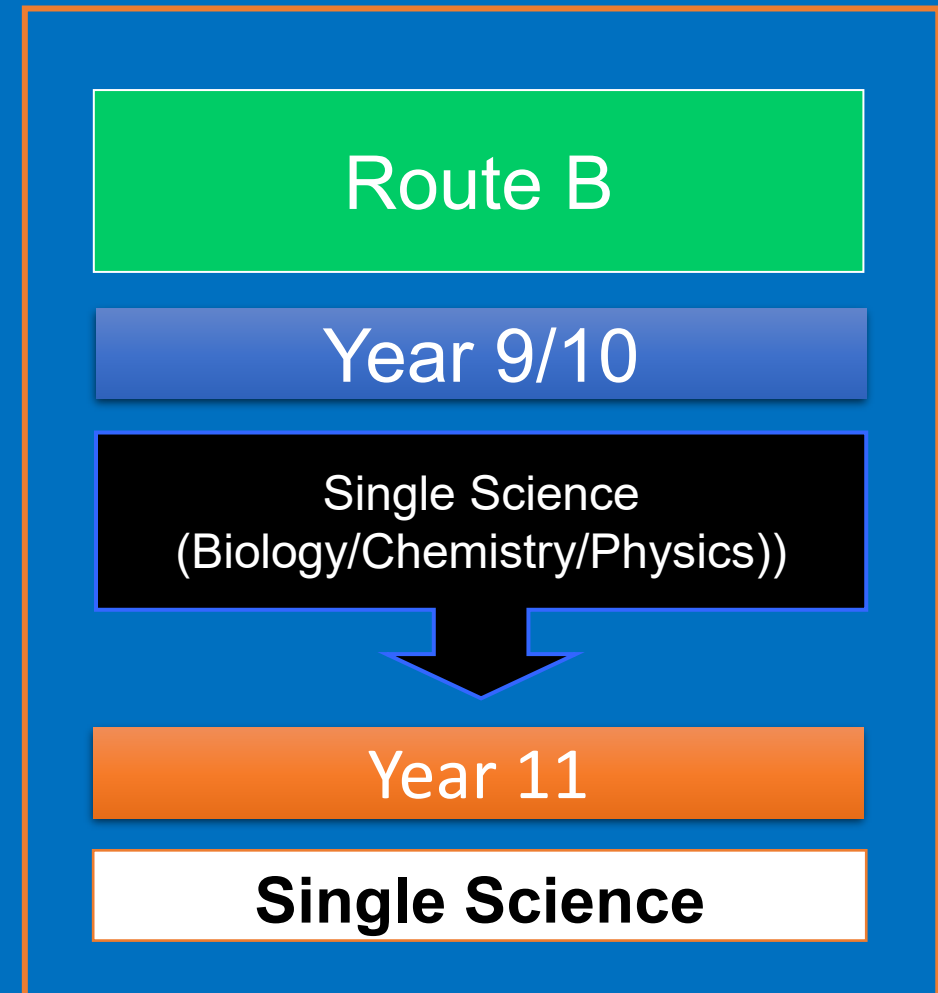 Route B
Year 9/10
Single Science
(Biology/Chemistry/Physics))
Year 11
Single Science